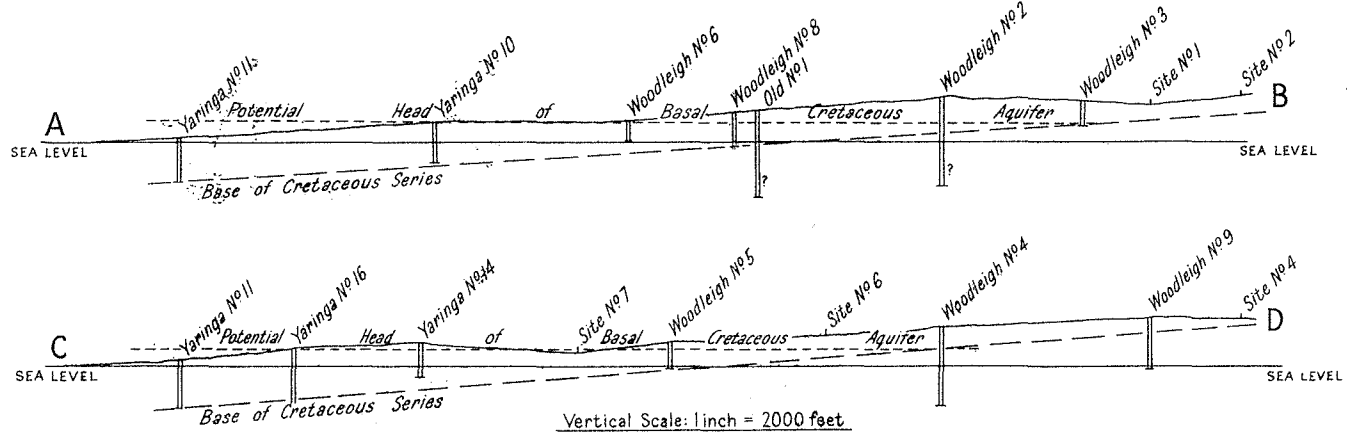 Yaringa Nº 11
Yaringa Nº 10
Woodleigh Nº 6
Woodleigh Nº 8
Old Nº 1
Woodleigh Nº 2
Woodleigh Nº 3
Site Nº 1
Site Nº 2
A
Potential Head of Basal Cretaceous Aquifer
B
SEA LEVEL
SEA LEVEL
Base of Cretaceous Series
?
?
Yaringa Nº 11
Yaringa Nº 16
Yaringa Nº 14
Site Nº 7
Woodleigh Nº 5
Site Nº 6
Woodleigh Nº 4
Woodleigh Nº 9
Site Nº 4
C
Potential Head of Basal Cretaceous Aquifer
D
SEA LEVEL
SEA LEVEL
Base of Cretaceous Series
Vertical Scale: 1 inch = 2000 feet